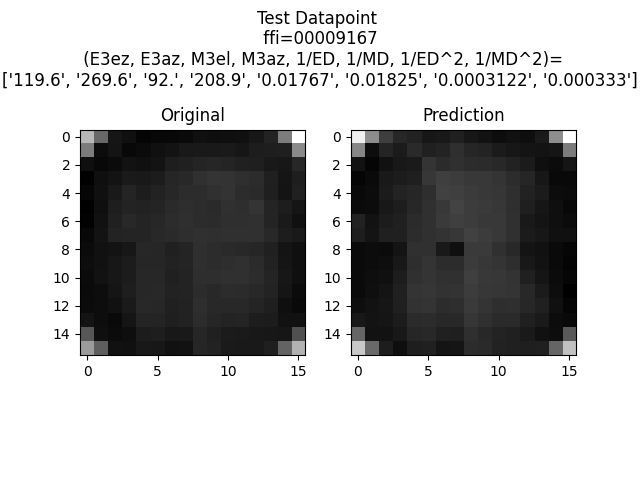 Test Datapoint
ffi=00009167
(E3ez, E3az, M3el, M3az, 1/ED, 1/MD, 1/ED^2, 1/MD^2)=
['119.6', '269.6', '92.', '208.9', '0.01767', '0.01825', '0.0003122', '0.000333']
Original Prediction
0 0
2 2
4 4
6 6
8 8
10 10
12 12
14 14
0 5 10 15 0 5 10 15